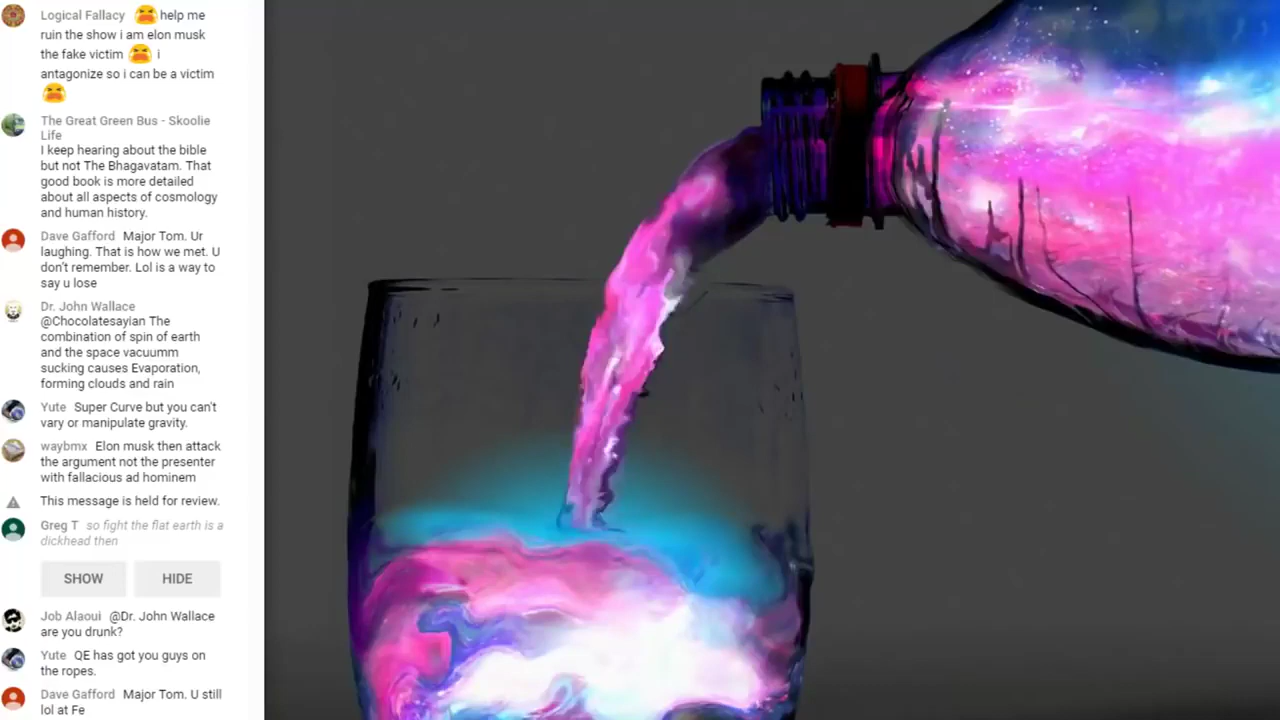 Logical Fallacy 😫 help me
ruin the show i am elon musk
the fake victim 😫 i
antagonize so i can be a victim
😫
The Great Green Bus - Skoolie
Life
I keep hearing about the bible
but not The Bhagavatam. That
good book is more detailed
about all aspects of cosmology
and human history.
Dave Gafford Major Tom. Ur
laughing. That is how we met. U
don't remember. Lol is a way to
say u lose
Dr. John Wallace
@Chocolatesayian The
combination of spin of earth
and the space vacuumm
sucking causes Evaporation,
forming clouds and rain
Yute Super Curve but you can't
vary or manipulate gravity.
waybmx Elon musk then attack
the argument not the presenter
with fallacious ad hominem
This message is held for review.
Greg T so fight the flat earth is a
dickhead then
SHOW HIDE
Job Alaoui @Dr. John Wallace
are you drunk?
Yute QE has got you guys on
the ropes.
Dave Gafford Major Tom. U still
lol at Fe